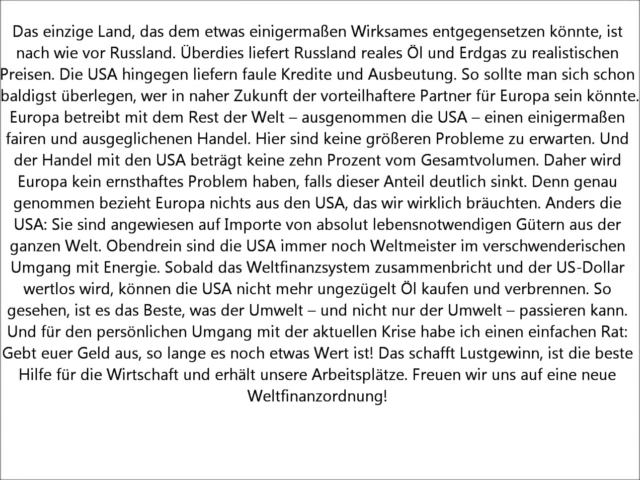 Das einzige Land, das dem etwas einigermaßen Wirksames entgegensetzen könnte, ist
nach wie vor Russland. Überdies liefert Russland reales Öl und Erdgas zu realistischen
Preisen. Die USA hingegen liefern faule Kredite und Ausbeutung. So sollte man sich schon
baldigst überlegen, wer in naher Zukunft der vorteilhaftere Partner für Europa sein könnte.
Europa betreibt mit dem Rest der Welt – ausgenommen die USA – einen einigermaßen
fairen und ausgeglichenen Handel. Hier sind keine größeren Probleme zu erwarten. Und
der Handel mit den USA beträgt keine zehn Prozent vom Gesamtvolumen. Daher wird
Europa kein ernsthaftes Problem haben, falls dieser Anteil deutlich sinkt. Denn genau
genommen bezieht Europa nichts aus den USA, das wir wirklich bräuchten. Anders die
USA: Sie sind angewiesen auf Importe von absolut lebensnotwendigen Gütern aus der
ganzen Welt. Obendrein sind die USA immer noch Weltmeister im verschwenderischen
Umgang mit Energie. Sobald das Weltfinanzsystem zusammenbricht und der US-Dollar
wertlos wird, können die USA nicht mehr ungezügelt Öl kaufen und verbrennen. So
gesehen, ist es das Beste, was der Umwelt – und nicht nur der Umwelt – passieren kann.
Und für den persönlichen Umgang mit der aktuellen Krise habe ich einen einfachen Rat:
Gebt euer Geld aus, so lange es noch etwas Wert ist! Das schafft Lustgewinn, ist die beste
Hilfe für die Wirtschaft und erhält unsere Arbeitsplätze. Freuen wir uns auf eine neue
Weltfinanzordnung!